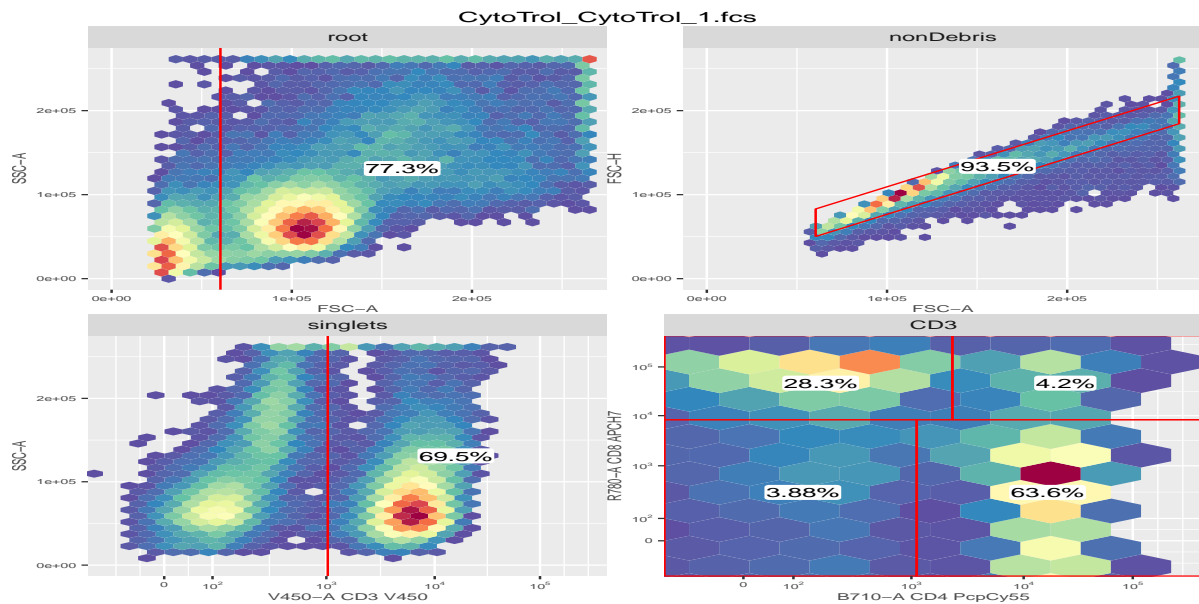 CytoTrol_CytoTrol_1.fcs
root
nonDebris
SSC−A
2e+05
1e+05
0e+00
77.3%
0e+00
1e+05
2e+05
FSC−A
FSC−H
2e+05
1e+05
0e+00
93.5%
0e+00
1e+05
2e+05
FSC−A
singlets
CD3
SSC−A
2e+05
1e+05
0e+00
69.5%
0
10²
10³
10⁴
10⁵
V450−A CD3 V450
R780−A CD8 APCH7
10⁵
10⁴
10³
10²
0
28.3%
4.2%
3.88%
63.6%
0
10²
10³
10⁴
10⁵
B710−A CD4 PcpCy55